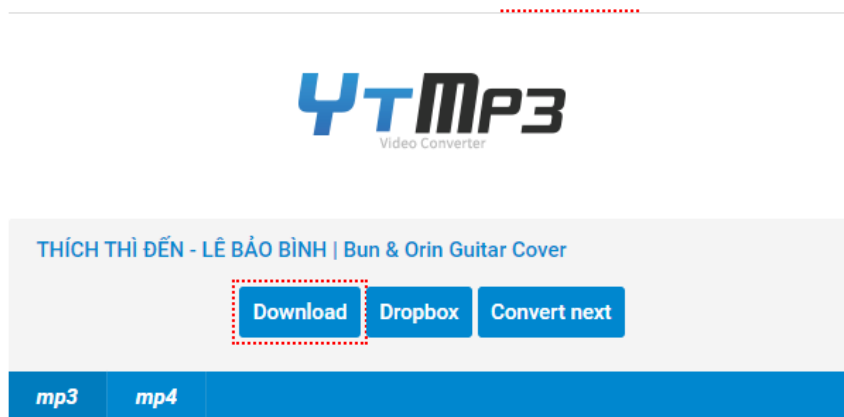 YTMP3
Video Converter
THÍCH THÌ ĐẾN - LÊ BẢO BÌNH | Bun & Orin Guitar Cover
Download Dropbox Convert next
mp3 mp4